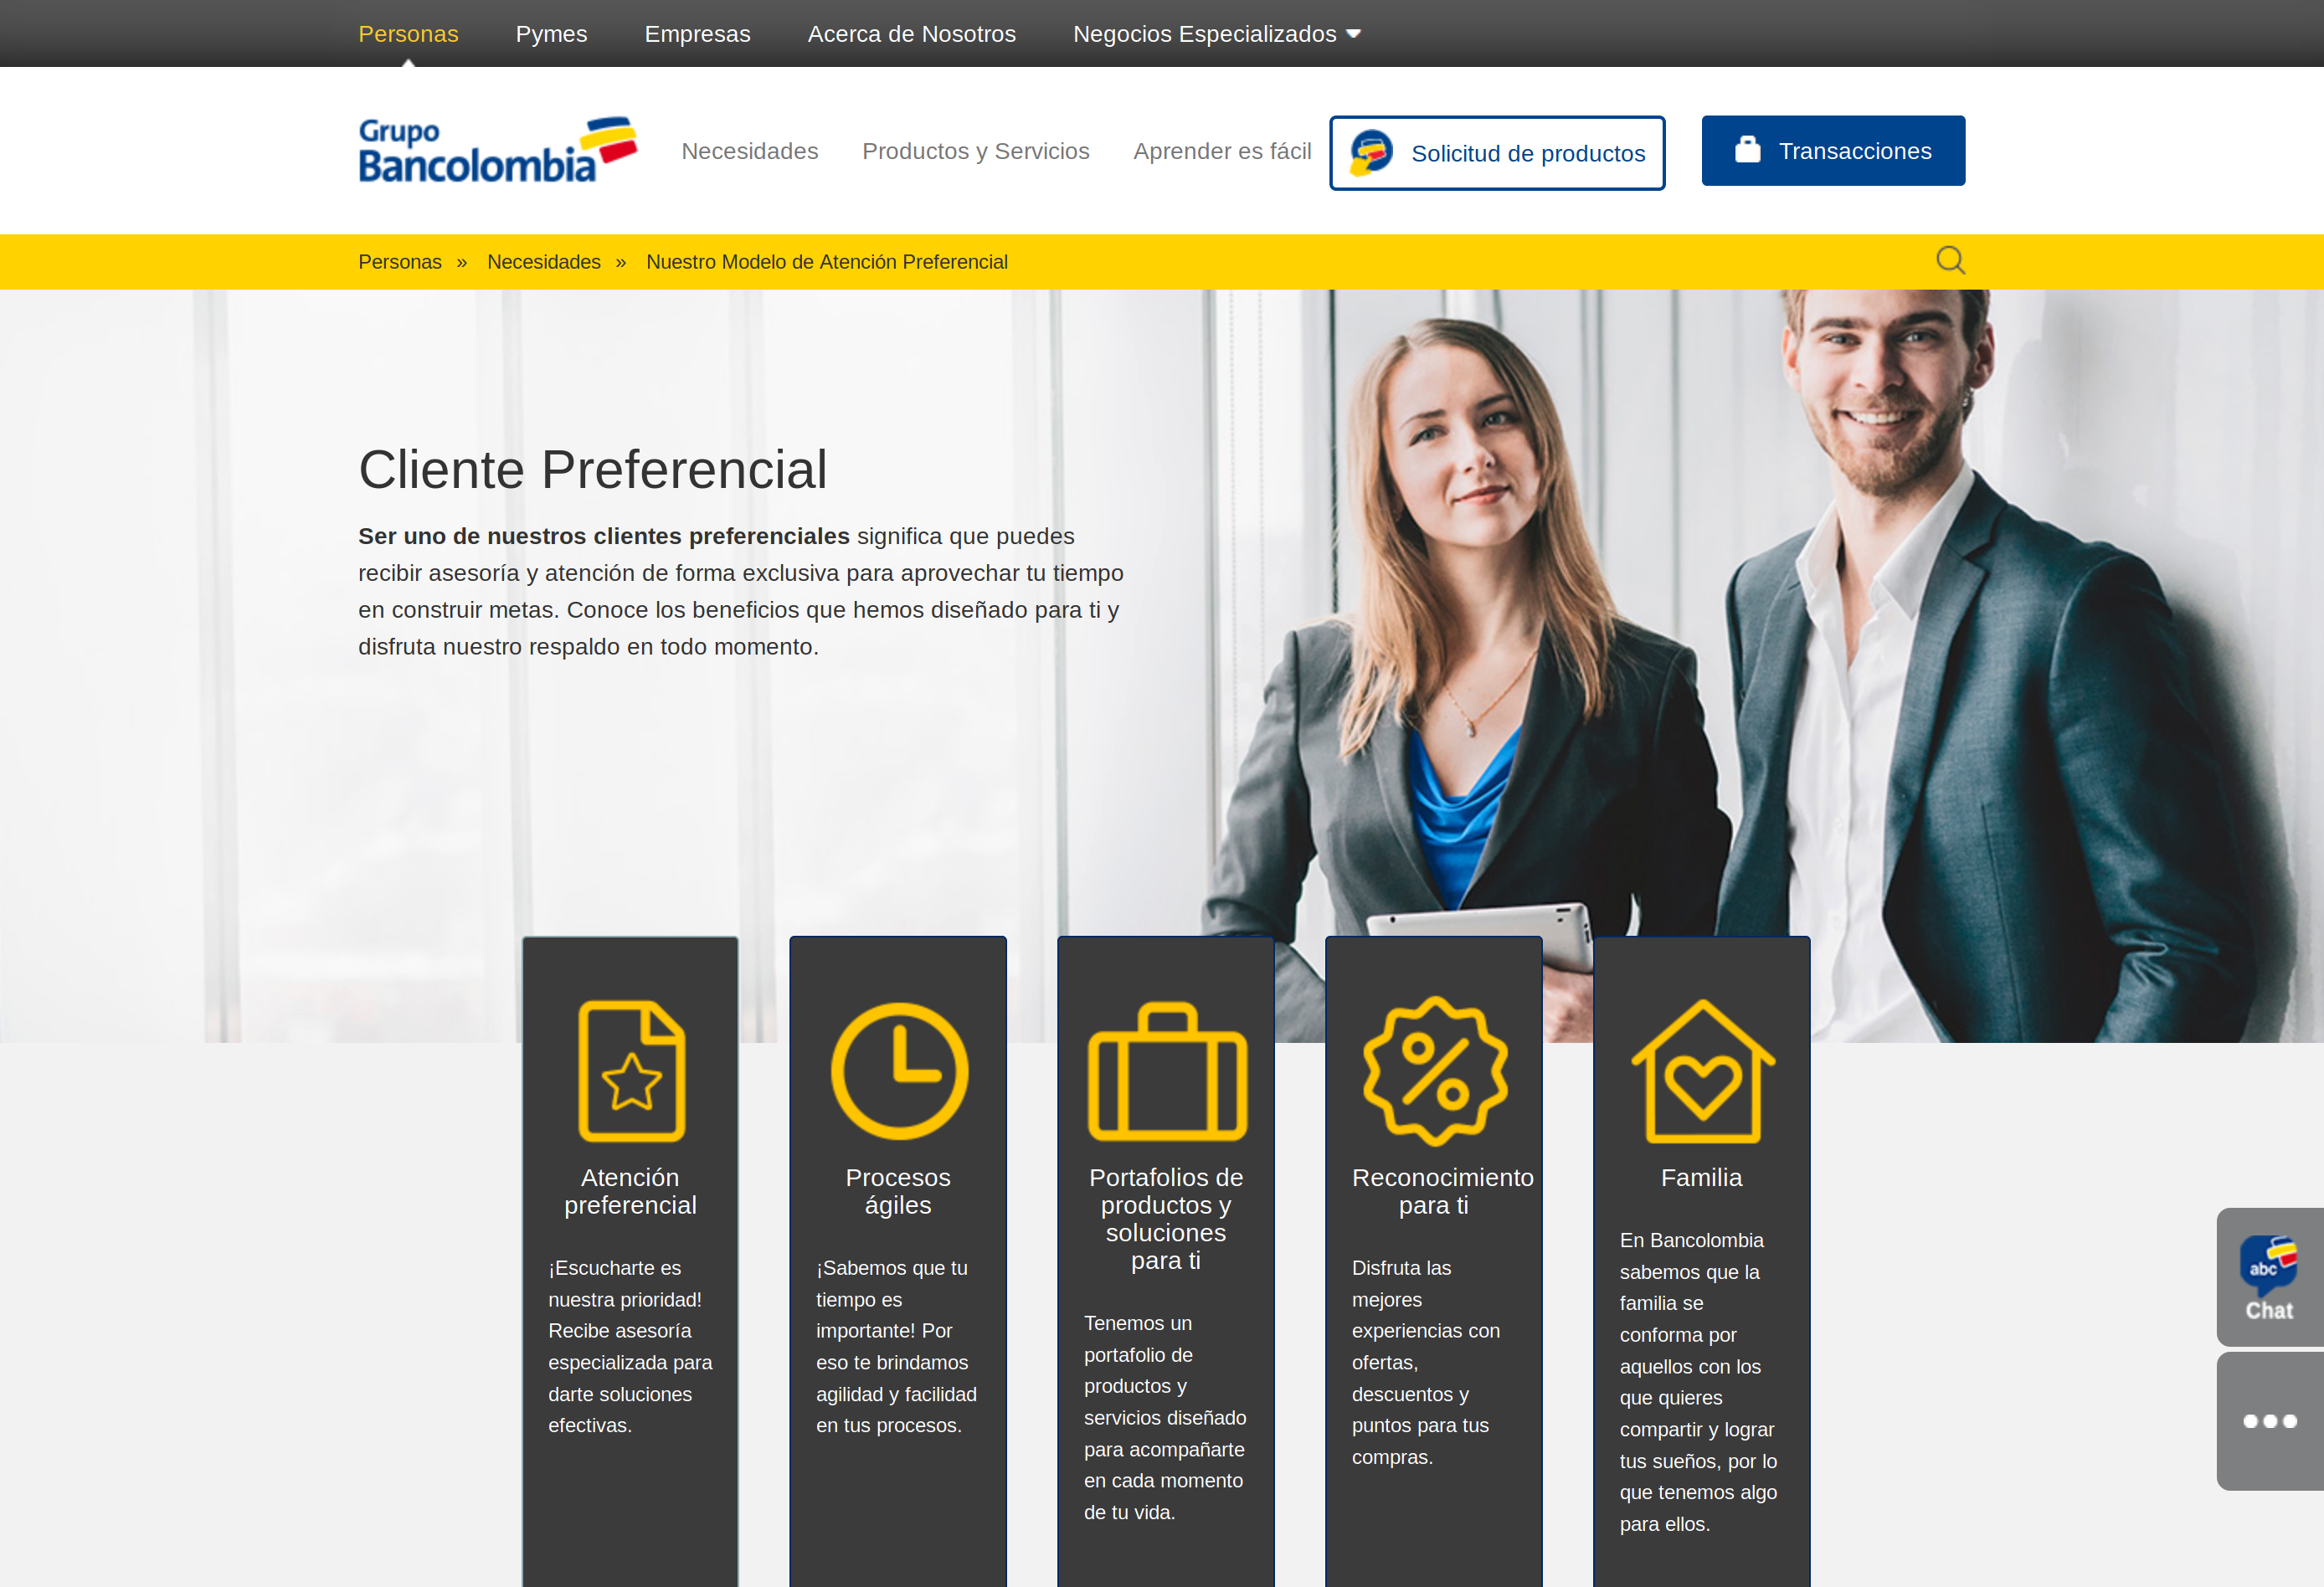 Personas Pymes Empresas Acerca de Nosotros Negocios Especializados
Grupo
Bancolombia
Necesidades Productos y Servicios Aprender es fácil Solicitud de productos Transacciones
Personas » Necesidades » Nuestro Modelo de Atención Preferencial
Cliente Preferencial
Ser uno de nuestros clientes preferenciales significa que puedes
recibir asesoría y atención de forma exclusiva para aprovechar tu tiempo
en construir metas. Conoce los beneficios que hemos diseñado para ti y
disfruta nuestro respaldo en todo momento.
Atención
preferencial
¡Escucharte es
nuestra prioridad!
Recibe asesoría
especializada para
darte soluciones
efectivas.
Procesos
ágiles
¡Sabemos que tu
tiempo es
importante! Por
eso te brindamos
agilidad y facilidad
en tus procesos.
Portafolios de
productos y
soluciones
para ti
Tenemos un
portafolio de
productos y
servicios diseñado
para acompañarte
en cada momento
de tu vida.
Reconocimiento
para ti
Disfruta las
mejores
experiencias con
ofertas,
descuentos y
puntos para tus
compras.
Familia
En Bancolombia
sabemos que la
familia se
conforma por
aquellos con los
que quieres
compartir y lograr
tus sueños, por lo
que tenemos algo
para ellos.
abc
Chat